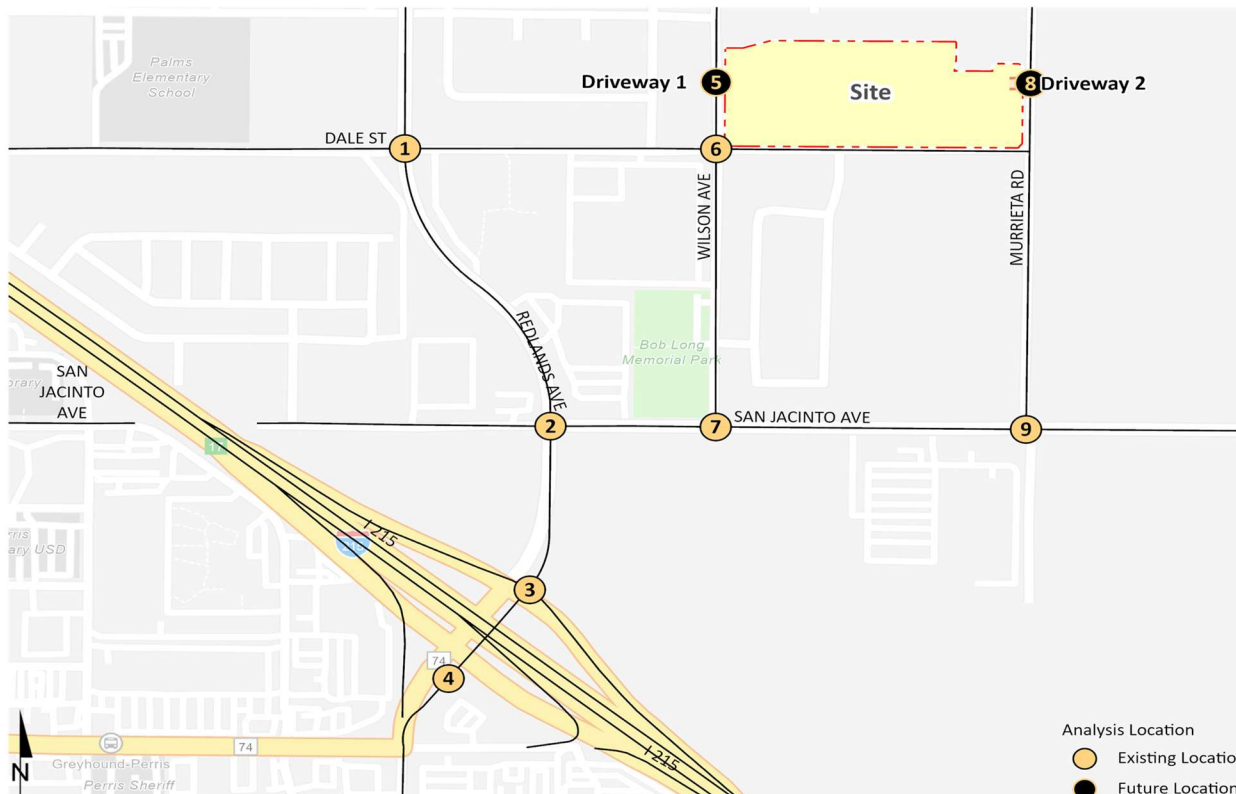 Palms
Elementary
School
Driveway 1
5
Site
8
Driveway 2
DALE ST
1
6
WILSON AVE
MURRIETA RD
REDLANDS AVE
Bob Long
Memorial Park
SAN
JACINTO
AVE
2
7
SAN JACINTO AVE
9
I 215
USD
3
74
4
74
Greyhound-Perris
Perris Sheriff
I 215
N
Analysis Location
Existing Locatio
Future Location